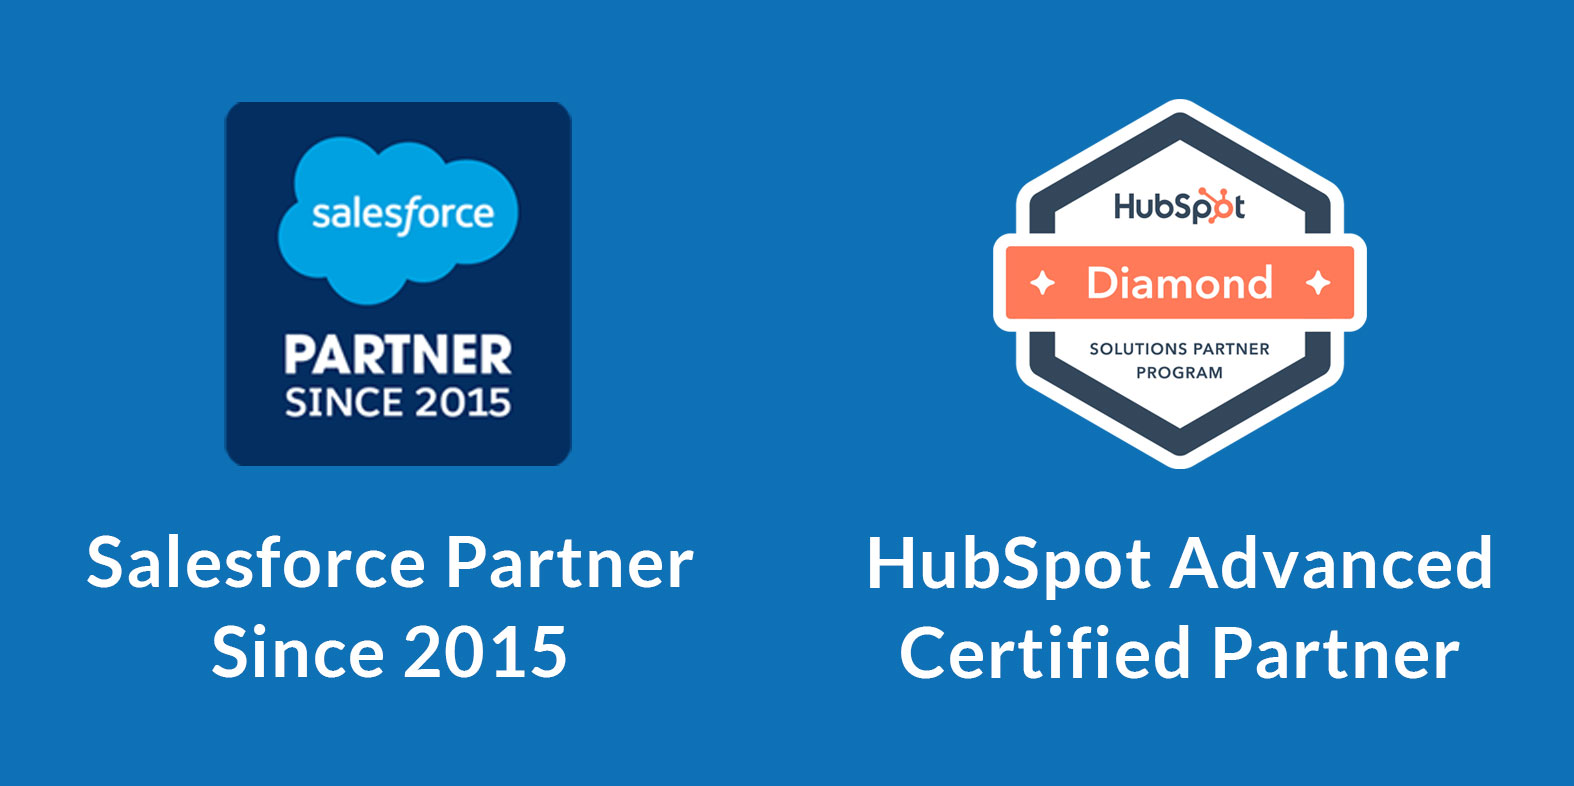 salesforce
PARTNER
SINCE 2015
Salesforce Partner
Since 2015
HubSpot
Diamond
SOLUTIONS PARTNER
PROGRAM
HubSpot Advanced
Certified Partner